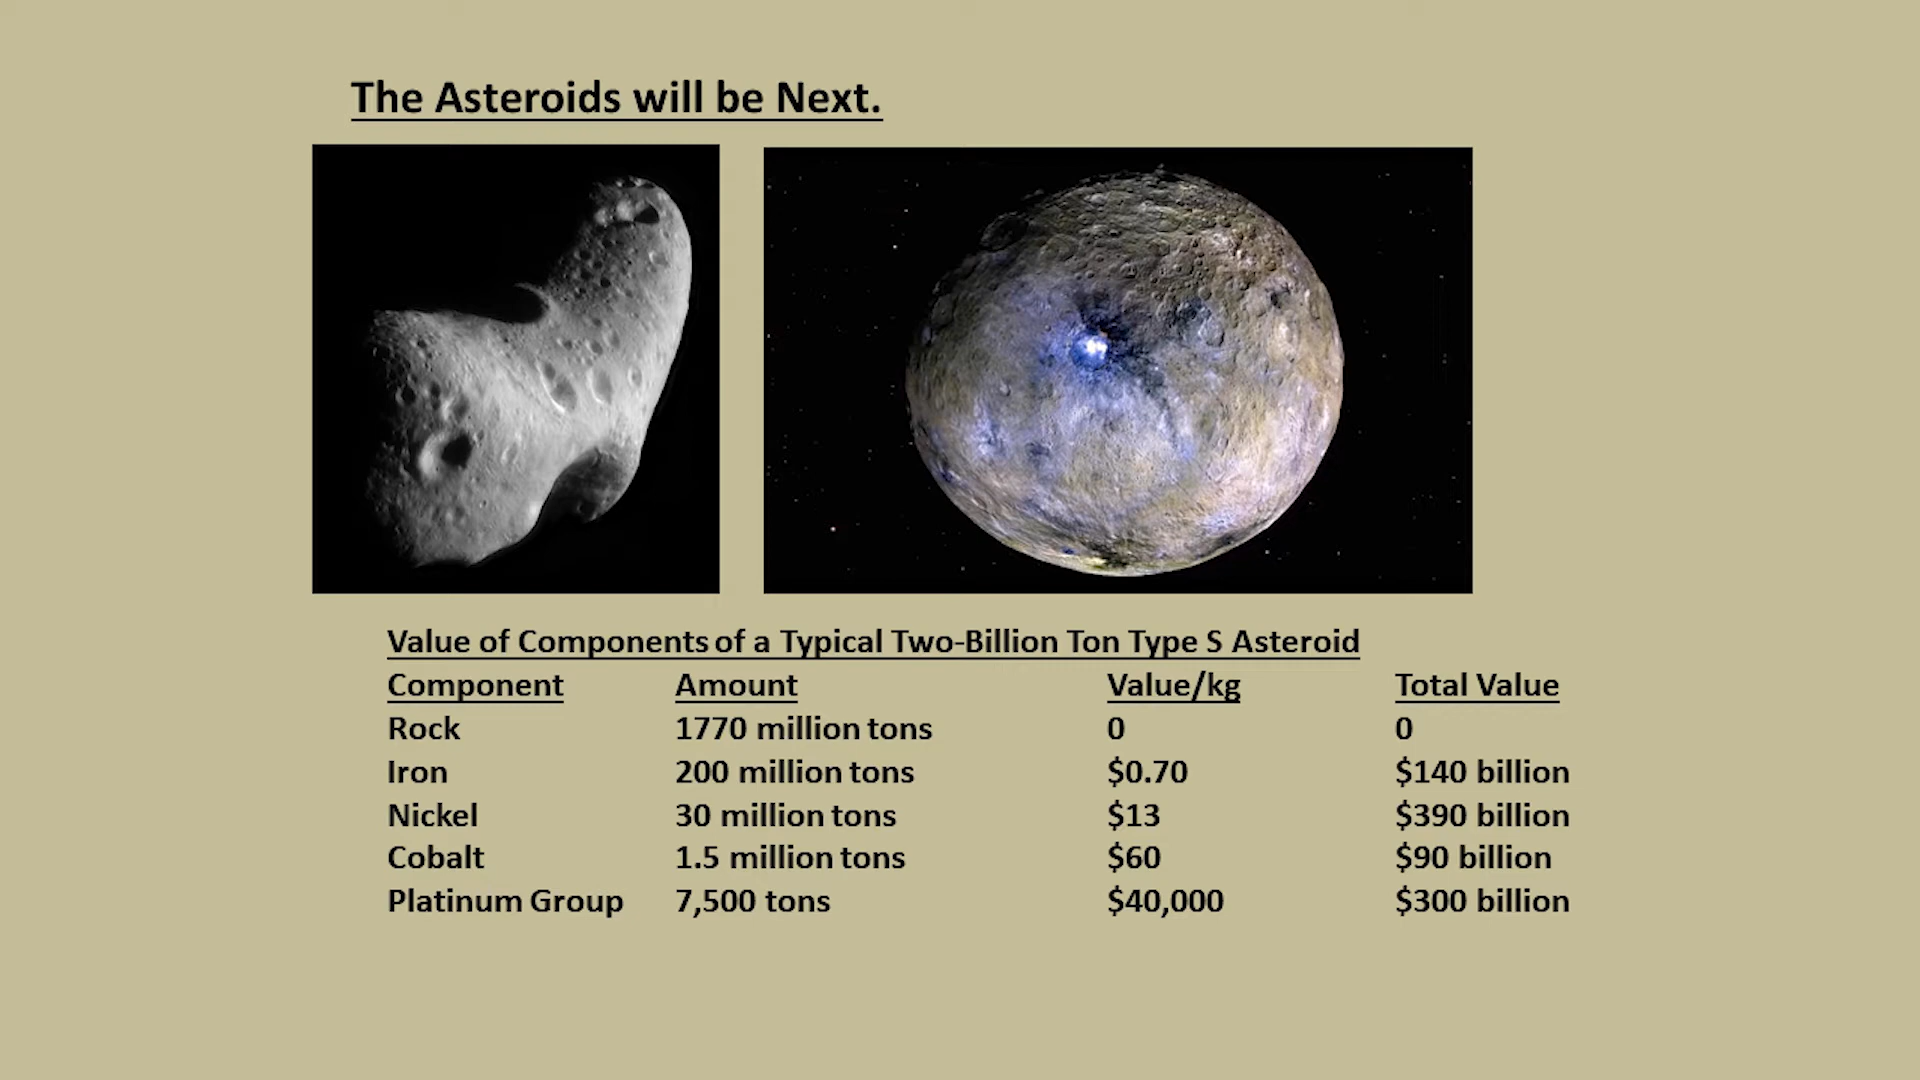 The Asteroids will be Next.
Value of Components of a Typical Two-Billion Ton Type S Asteroid
Component Amount Value/kg Total Value
Rock 1770 million tons 0 0
Iron 200 million tons $0.70 $140 billion
Nickel 30 million tons $13 $390 billion
Cobalt 1.5 million tons $60 $90 billion
Platinum Group 7,500 tons $40,000 $300 billion